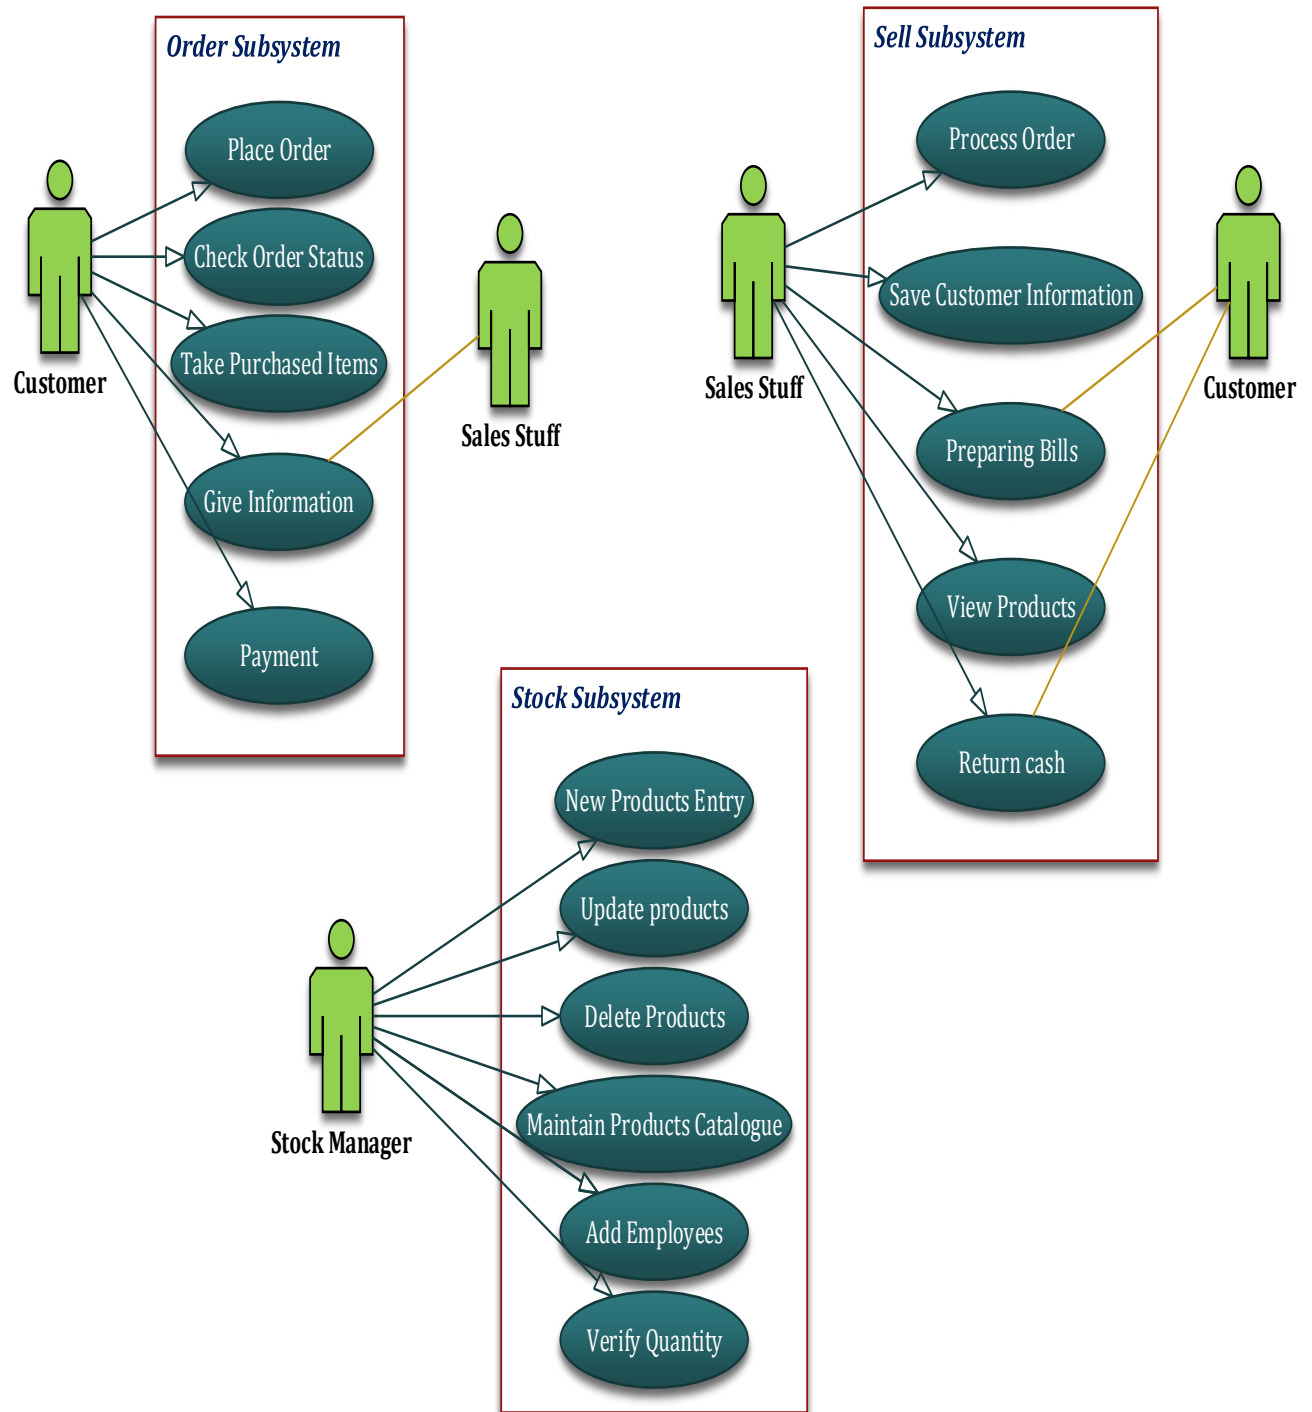 Order Subsystem
Place Order
Check Order Status
Take Purchased Items
Give Information
Payment
Customer
Sales Stuff
Sell Subsystem
Process Order
Save Customer Information
Preparing Bills
View Products
Return cash
Sales Stuff
Customer
Stock Subsystem
New Products Entry
Update products
Delete Products
Maintain Products Catalogue
Add Employees
Verify Quantity
Stock Manager